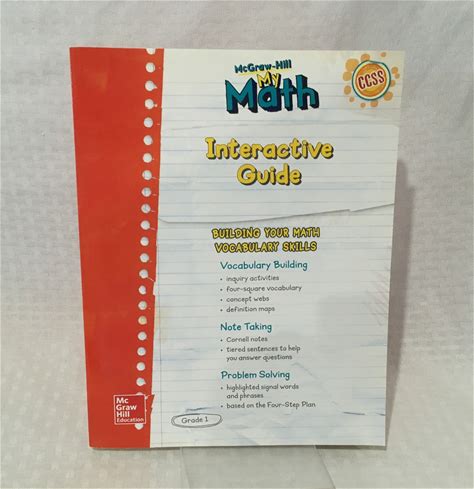 McGraw-Hill
My
Math
CCSS
Interactive
Guide
BUILDING YOUR MATH
VOCABULARY SKILLS
Vocabulary Building
• inquiry activities
• four-square vocabulary
• concept webs
• definition maps
Note Taking
• Cornell notes
• tiered sentences to help
you answer questions
Problem Solving
• highlighted signal words
and phrases
• based on the Four-Step Plan
Mc
Graw
Hill
Education
Grade 1